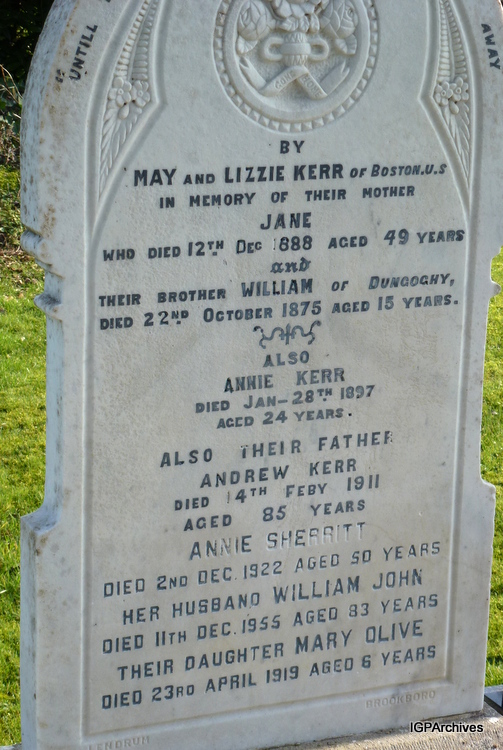 UNTILL
AWAY
BY
MAY AND LIZZIE KERR OF BOSTON.U.S
IN MEMORY OF THEIR MOTHER
JANE
WHO DIED 12TH DEC 1888 AGED 49 YEARS
and
THEIR BROTHER WILLIAM OF DUNGOGHY,
DIED 22ND OCTOBER 1875 AGED 15 YEARS.
ALSO
ANNIE KERR
DIED JAN-28TH 1897
AGED 24 YEARS.
ALSO THEIR FATHER
ANDREW KERR
DIED 14TH FEBY 1911
AGED 85 YEARS
ANNIE SHERRITT
DIED 2ND DEC. 1922 AGED 50 YEARS
HER HUSBAND WILLIAM JOHN
DIED 11TH DEC. 1955 AGED 83 YEARS
THEIR DAUGHTER MARY OLIVE
DIED 23RD APRIL 1919 AGED 6 YEARS
LENDRUM
BROOKBORO
IGPArchives